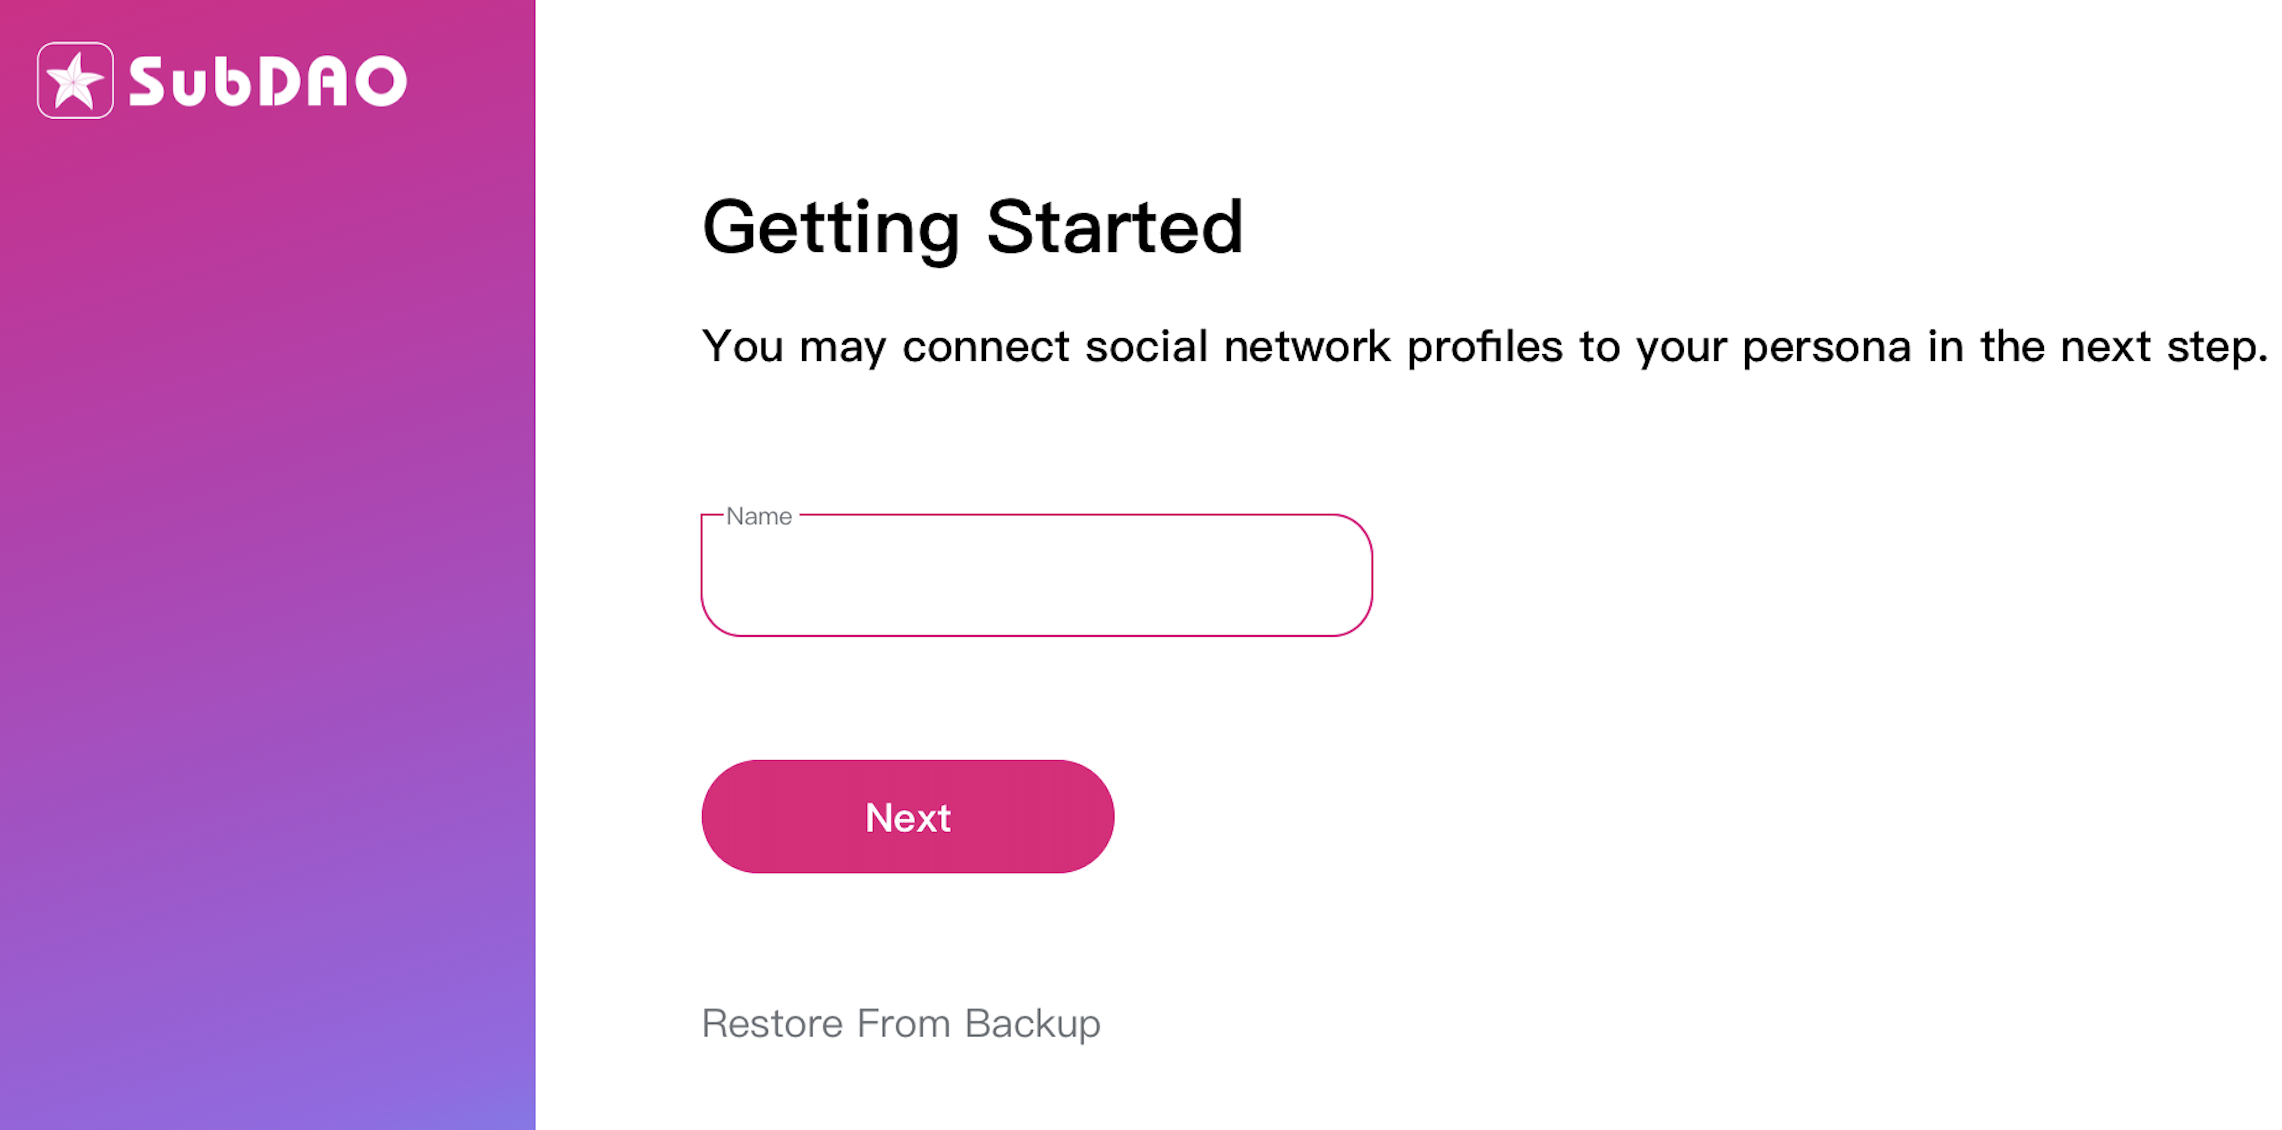 SubDAO
Getting Started
You may connect social network profiles to your persona in the next step.
Name
Next
Restore From Backup